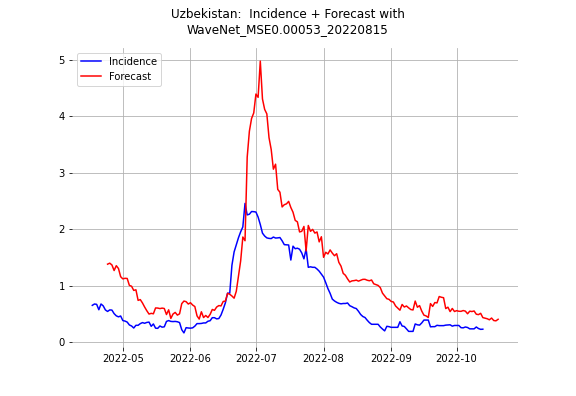 Uzbekistan:  Incidence + Forecast with
WaveNet_MSE0.00053_20220815
Incidence
Forecast
5
4
3
2
1
0
2022-05 2022-06 2022-07 2022-08 2022-09 2022-10